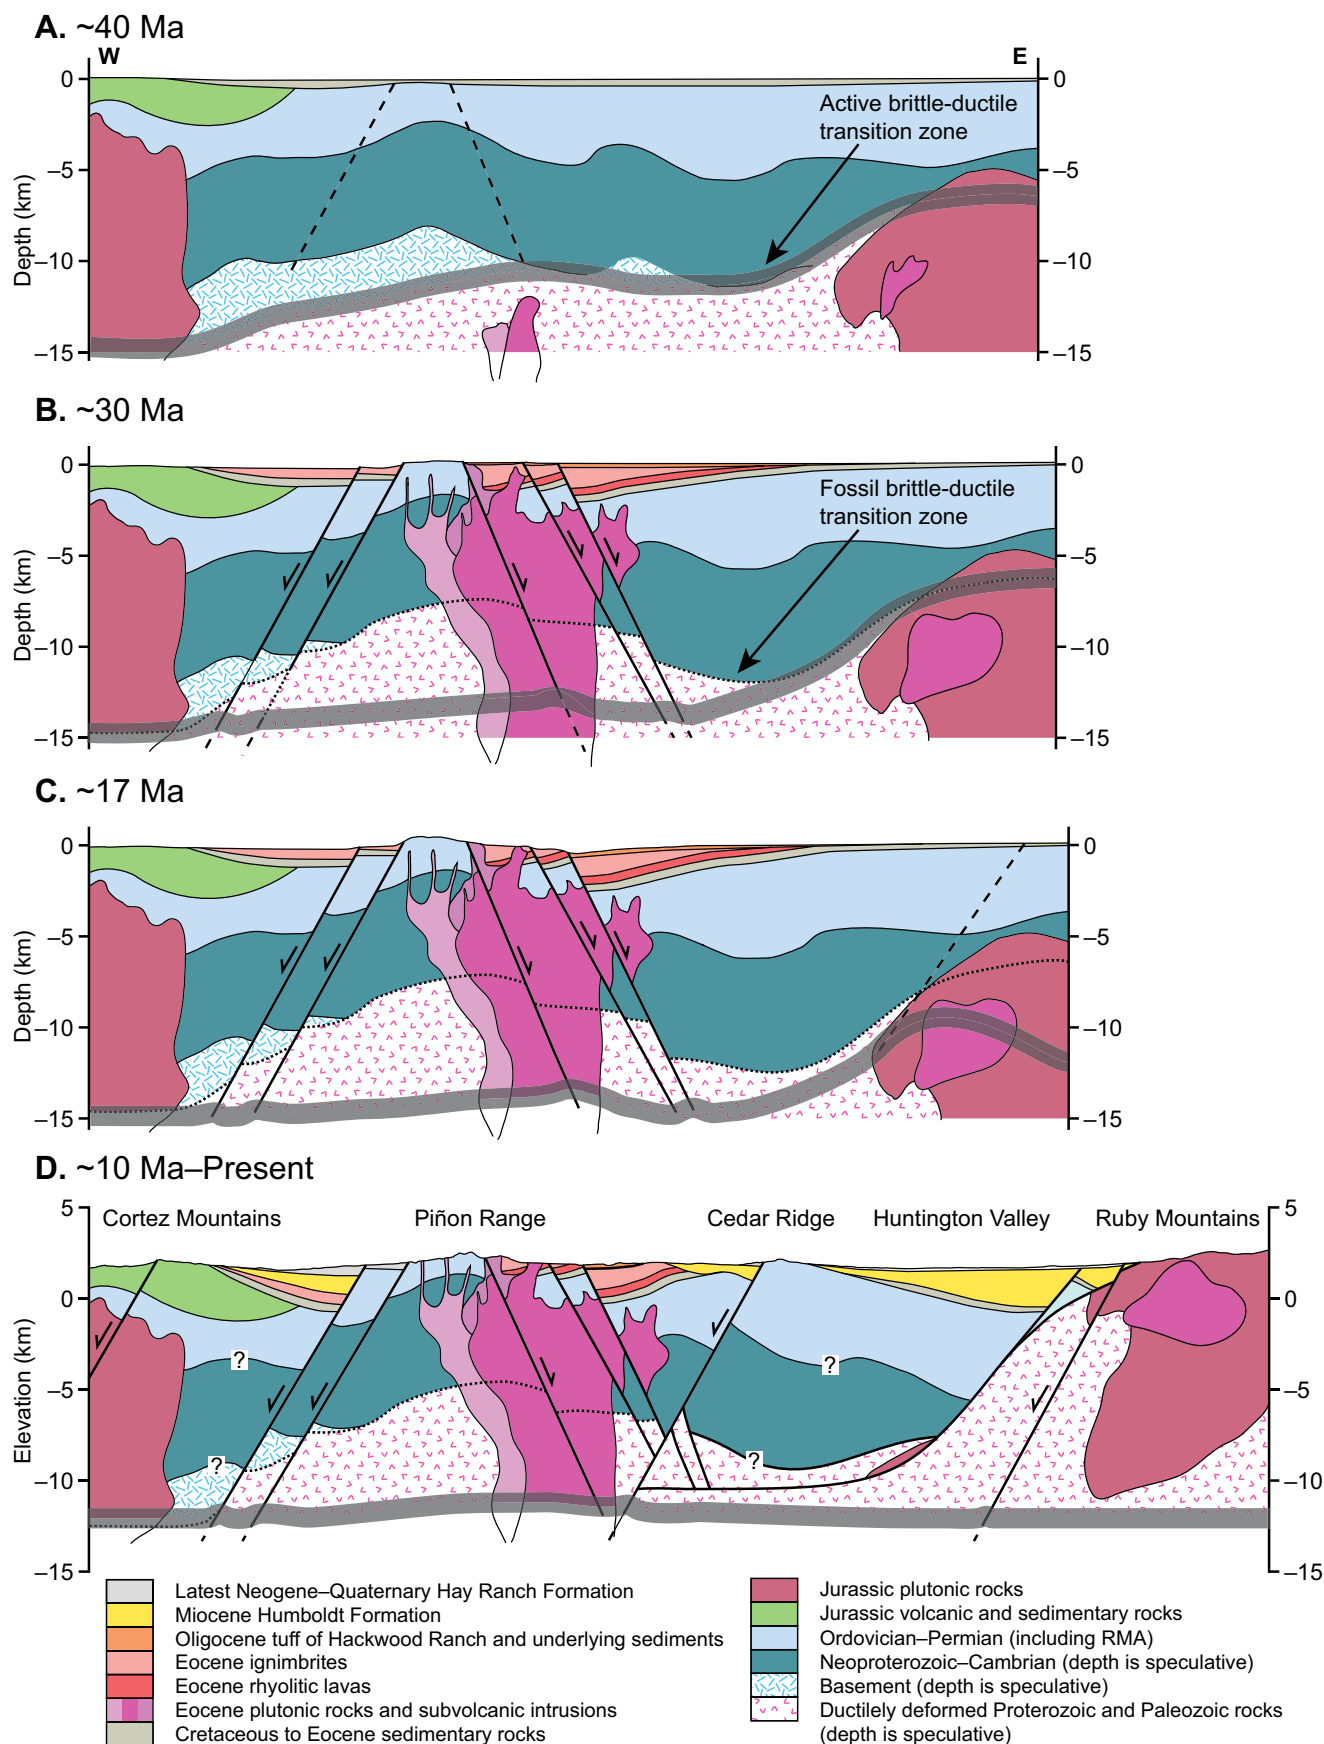 A. ~40 Ma
W
E
0
–5
–10
–15
Depth (km)
0
–5
–10
–15
Active brittle-ductile
transition zone
B. ~30 Ma
0
–5
–10
–15
Depth (km)
0
–5
–10
–15
Fossil brittle-ductile
transition zone
C. ~17 Ma
0
–5
–10
–15
Depth (km)
0
–5
–10
–15
D. ~10 Ma–Present
5
0
–5
–10
–15
Elevation (km)
5
0
–5
–10
–15
Cortez Mountains
Piñon Range
Cedar Ridge
Huntington Valley
Ruby Mountains
?
?
?
?
Latest Neogene–Quaternary Hay Ranch Formation
Miocene Humboldt Formation
Oligocene tuff of Hackwood Ranch and underlying sediments
Eocene ignimbrites
Eocene rhyolitic lavas
Eocene plutonic rocks and subvolcanic intrusions
Cretaceous to Eocene sedimentary rocks
Jurassic plutonic rocks
Jurassic volcanic and sedimentary rocks
Ordovician–Permian (including RMA)
Neoproterozoic–Cambrian (depth is speculative)
Basement (depth is speculative)
Ductilely deformed Proterozoic and Paleozoic rocks
(depth is speculative)